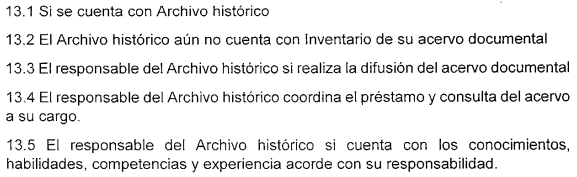 13.1 Si se cuenta con Archivo histórico
13.2 El Archivo histórico aún no cuenta con Inventario de su acervo documental
13.3 El responsable del Archivo histórico si realiza la difusión del acervo documental
13.4 El responsable del Archivo histórico coordina el préstamo y consulta del acervo
a su cargo.
13.5 El responsable del Archivo histórico si cuenta con los conocimientos,
habilidades, competencias y experiencia acorde con su responsabilidad.